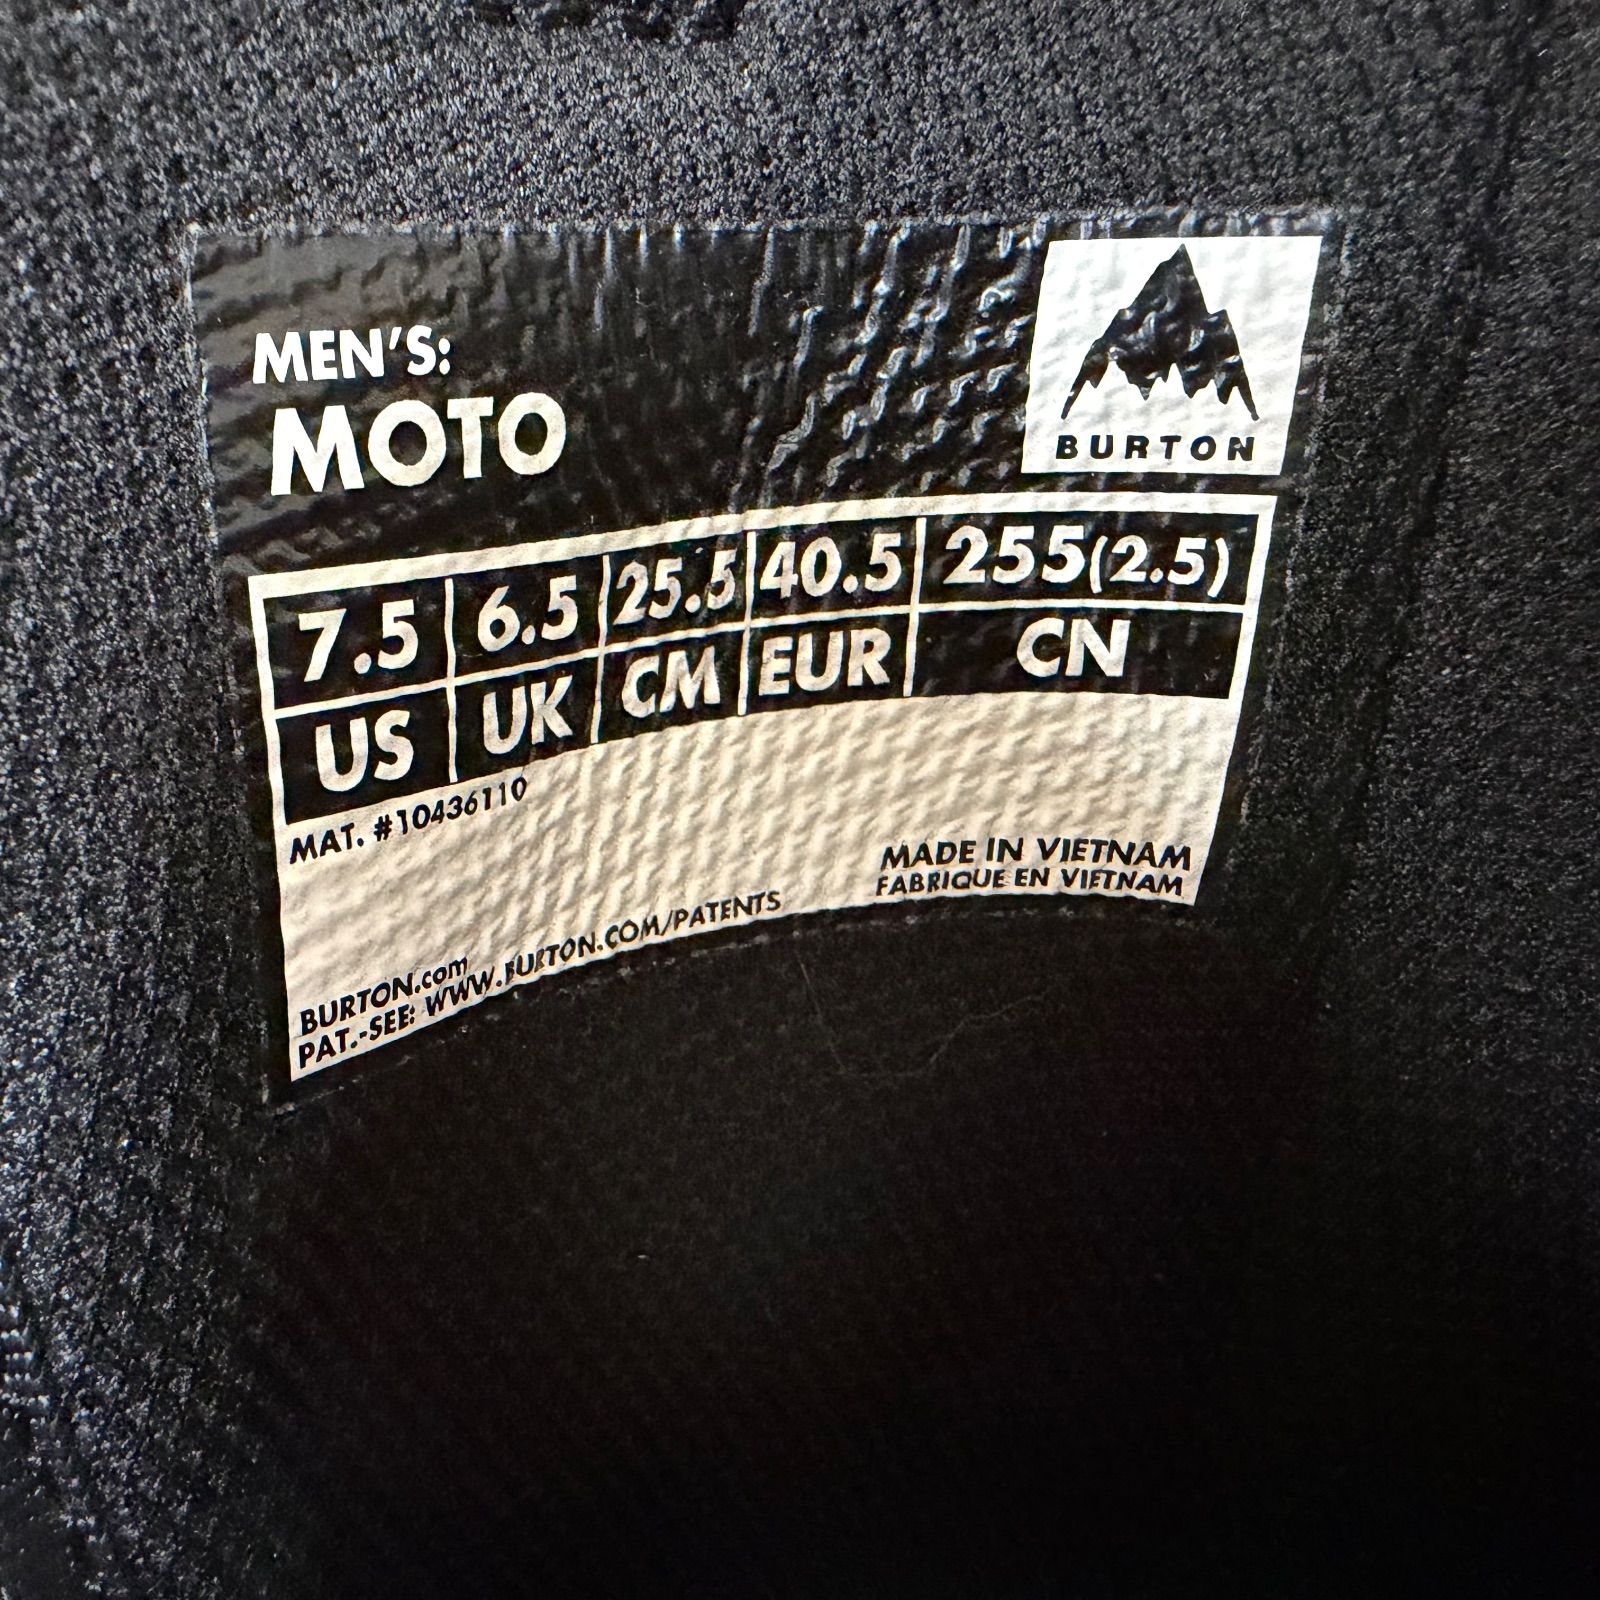 MEN'S:
MOTO
BURTON
7.5 6.5 25.5 40.5 255(2.5)
US UK CM EUR CN
MAT. #10436110
MADE IN VIETNAM
FABRIQUE EN VIETNAM
BURTON.com
PAT.-SEE: WWW.BURTON.COM/PATENTS